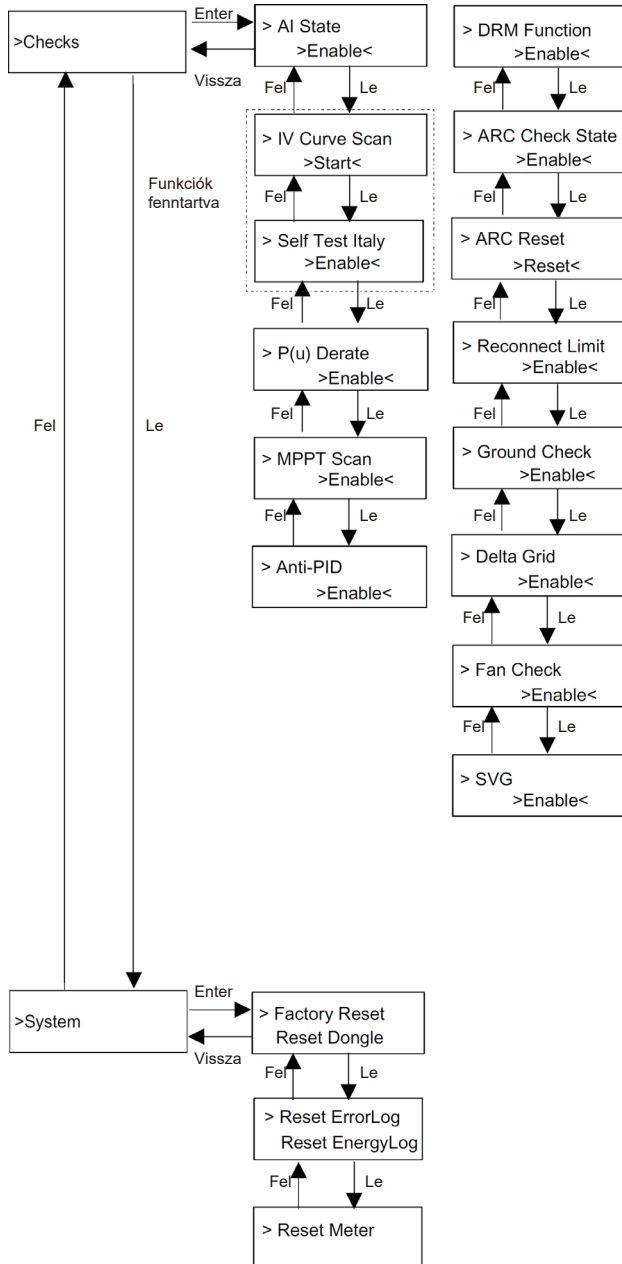 >Checks
Enter
Vissza
> AI State
>Enable<
Fel
Le
> IV Curve Scan
>Start<
Funkciók
fenntartva
Fel
Le
> Self Test Italy
>Enable<
Fel
Le
> P(u) Derate
>Enable<
Fel
Le
> MPPT Scan
>Enable<
Fel
Le
> Anti-PID
>Enable<
> DRM Function
>Enable<
Fel
Le
> ARC Check State
>Enable<
Fel
Le
> ARC Reset
>Reset<
Fel
Le
> Reconnect Limit
>Enable<
Fel
Le
> Ground Check
>Enable<
Fel
Le
> Delta Grid
>Enable<
Fel
Le
> Fan Check
>Enable<
Fel
Le
> SVG
>Enable<
Fel
Le
>System
Enter
Vissza
> Factory Reset
Reset Dongle
Fel
Le
> Reset ErrorLog
Reset EnergyLog
Fel
Le
> Reset Meter